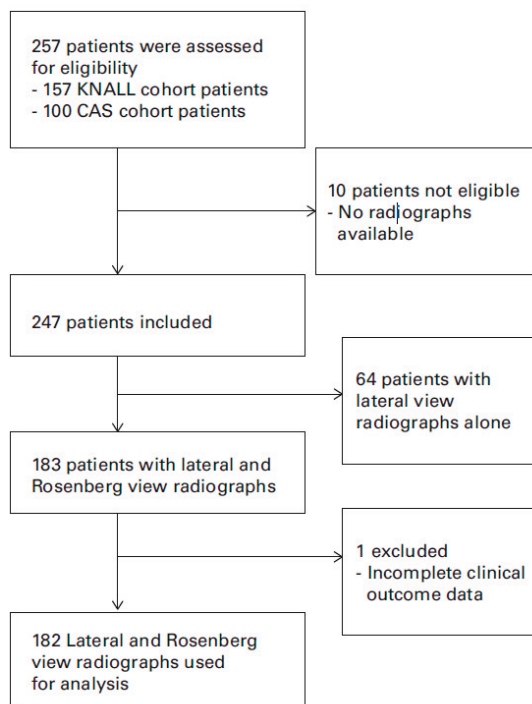 257 patients were assessed
for eligibility
- 157 KNALL cohort patients
- 100 CAS cohort patients
10 patients not eligible
- No radiographs
available
247 patients included
64 patients with
lateral view
radiographs alone
183 patients with lateral and
Rosenberg view radiographs
1 excluded
- Incomplete clinical
outcome data
182 Lateral and Rosenberg
view radiographs used
for analysis